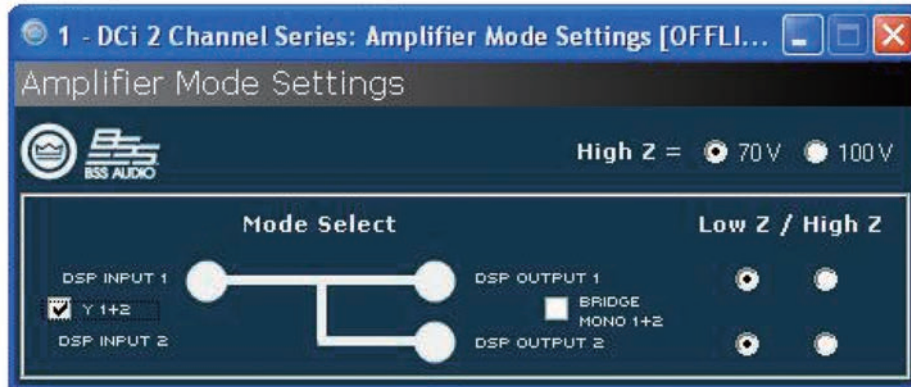 1 - DCi 2 Channel Series: Amplifier Mode Settings [OFFLI...
Amplifier Mode Settings
BSS
BSS AUDIO
High Z = 70V 100V
Mode Select Low Z / High Z
DSP INPUT 1 DSP OUTPUT 1
Y 1+2 BRIDGE
MONO 1+2
DSP INPUT 2 DSP OUTPUT 2